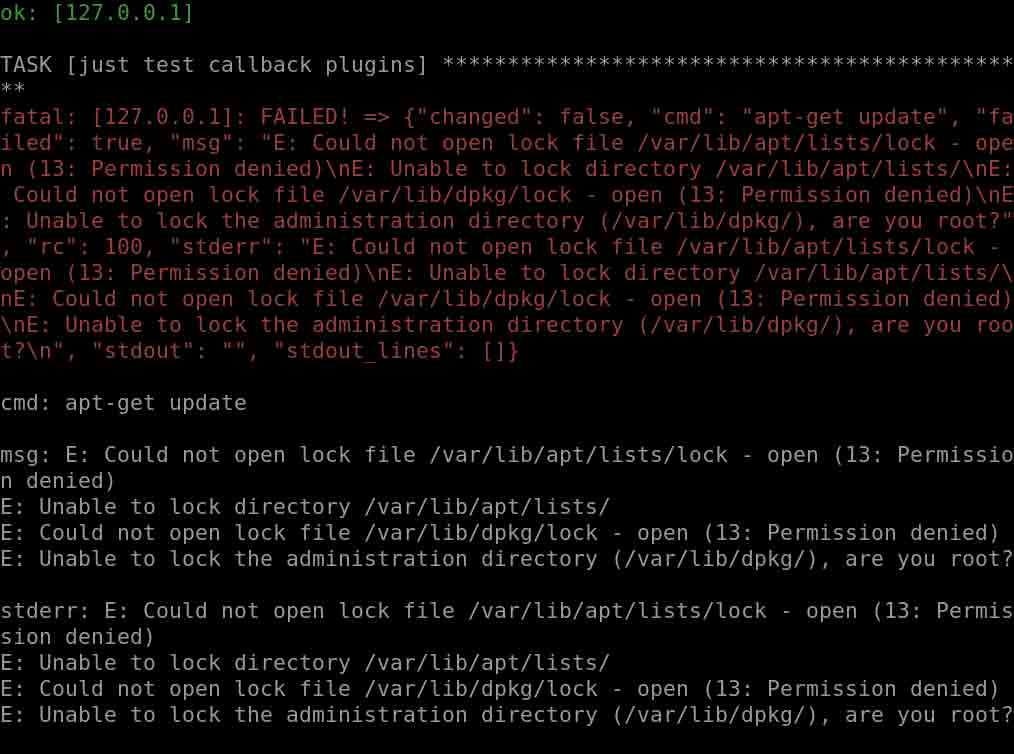 ok: [127.0.0.1]
TASK [just test callback plugins] ********************************************
**
fatal: [127.0.0.1]: FAILED! => {"changed": false, "cmd": "apt-get update", "fa
iled": true, "msg": "E: Could not open lock file /var/lib/apt/lists/lock - ope
n (13: Permission denied)\nE: Unable to lock directory /var/lib/apt/lists/\nE:
 Could not open lock file /var/lib/dpkg/lock - open (13: Permission denied)\nE
: Unable to lock the administration directory (/var/lib/dpkg/), are you root?"
, "rc": 100, "stderr": "E: Could not open lock file /var/lib/apt/lists/lock -
open (13: Permission denied)\nE: Unable to lock directory /var/lib/apt/lists/\
nE: Could not open lock file /var/lib/dpkg/lock - open (13: Permission denied)
\nE: Unable to lock the administration directory (/var/lib/dpkg/), are you roo
t?\n", "stdout": "", "stdout_lines": []}
cmd: apt-get update
msg: E: Could not open lock file /var/lib/apt/lists/lock - open (13: Permissio
n denied)
E: Unable to lock directory /var/lib/apt/lists/
E: Could not open lock file /var/lib/dpkg/lock - open (13: Permission denied)
E: Unable to lock the administration directory (/var/lib/dpkg/), are you root?
stderr: E: Could not open lock file /var/lib/apt/lists/lock - open (13: Permis
sion denied)
E: Unable to lock directory /var/lib/apt/lists/
E: Could not open lock file /var/lib/dpkg/lock - open (13: Permission denied)
E: Unable to lock the administration directory (/var/lib/dpkg/), are you root?